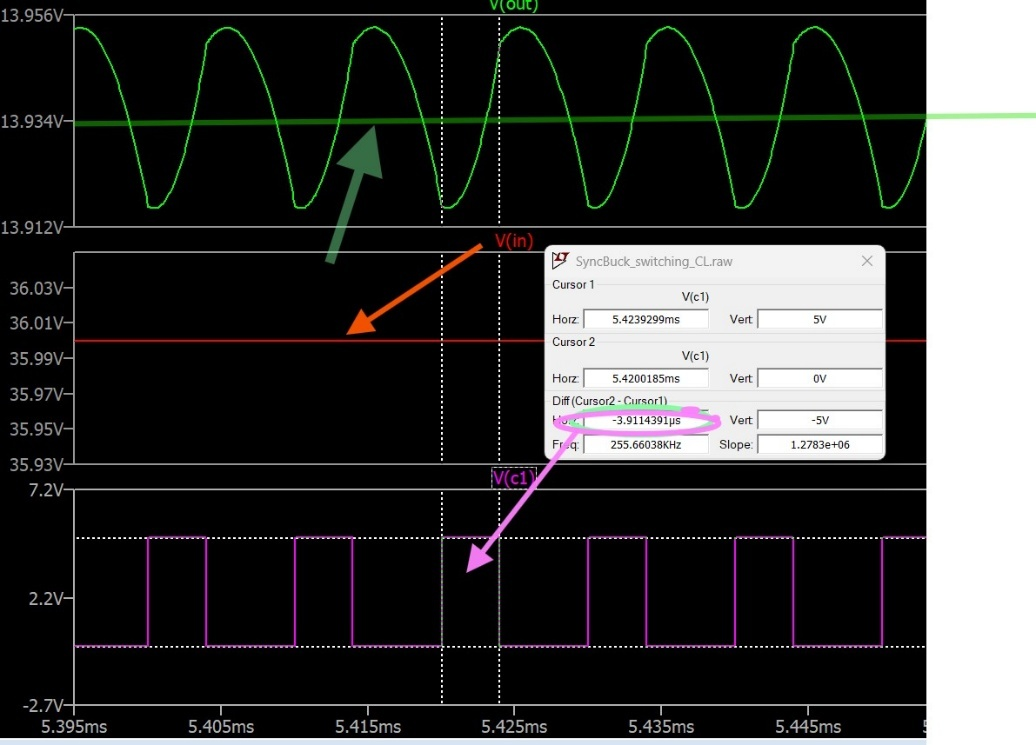 V(out)
13.956V
13.934V
13.912V
V(in)
36.03V
36.01V
35.99V
35.97V
35.95V
35.93V
SyncBuck_switching_CL.raw
Cursor 1
V(c1)
Horz: 5.4239299ms Vert: 5V
Cursor 2
V(c1)
Horz: 5.4200185ms Vert: 0V
Diff (Cursor2 - Cursor1)
Horz: -3.9114391µs Vert: -5V
Freq: 255.66038KHz Slope: 1.2783e+06
V(c1)
7.2V
2.2V
-2.7V
5.395ms 5.405ms 5.415ms 5.425ms 5.435ms 5.445ms